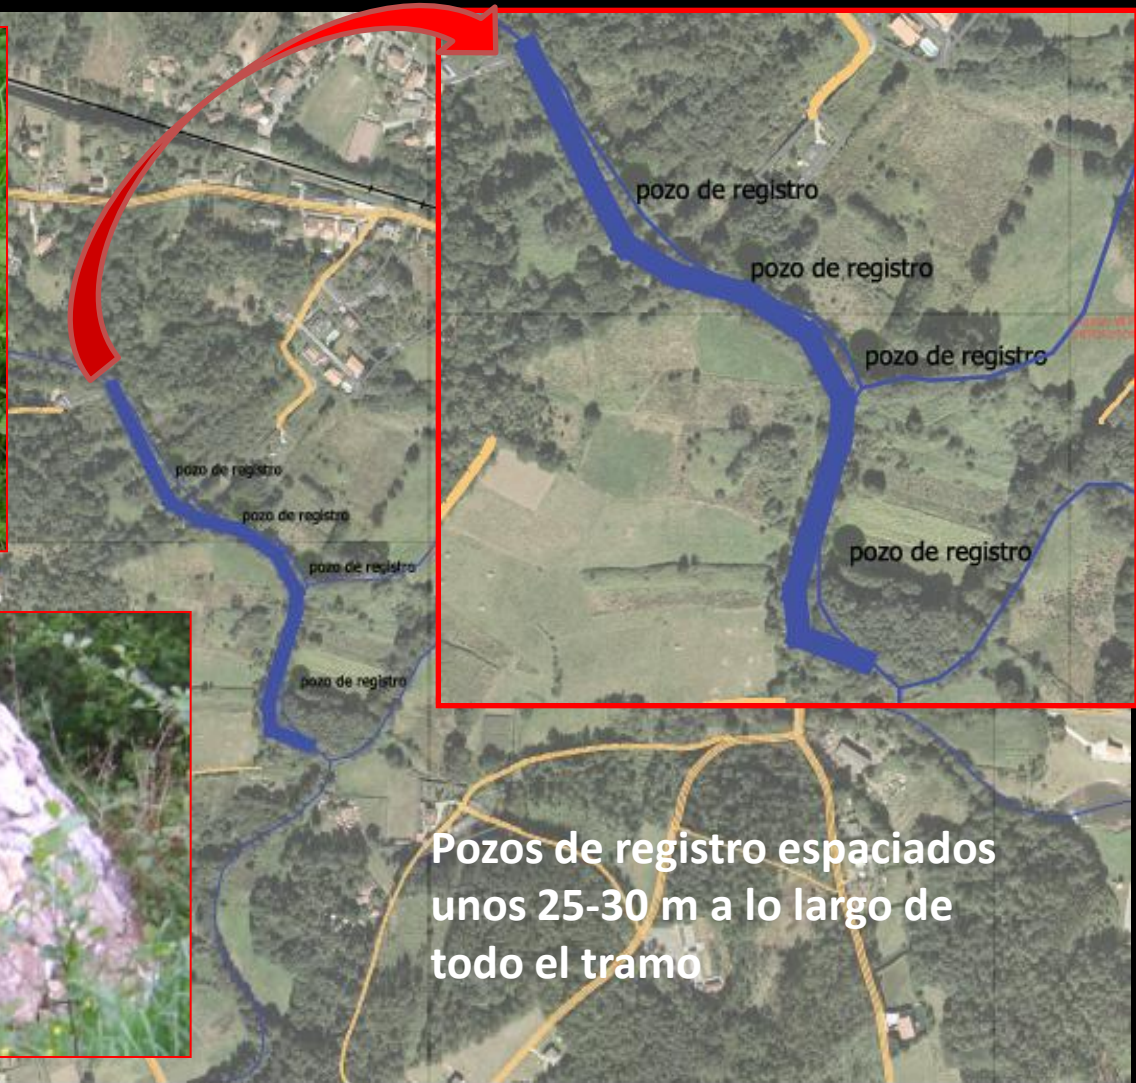 pozo de registro
pozo de registro
pozo de registro
pozo de registro
pozo de registro
pozo de registro
pozo de registro
pozo de registro
Pozos de registro espaciados
unos 25-30 m a lo largo de
todo el tramo